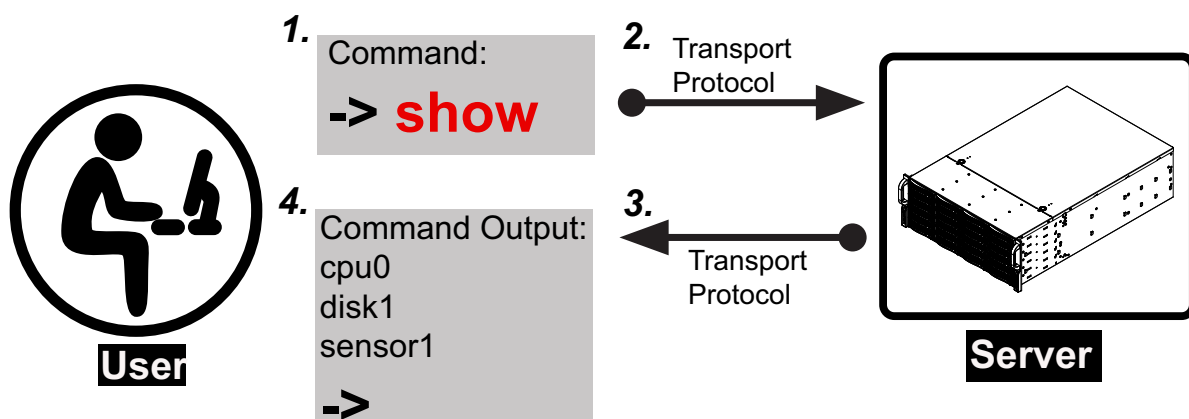 1.
Command:
-> show
2.
Transport
Protocol
3.
Transport
Protocol
4.
Command Output:
cpu0
disk1
sensor1
->
User
Server